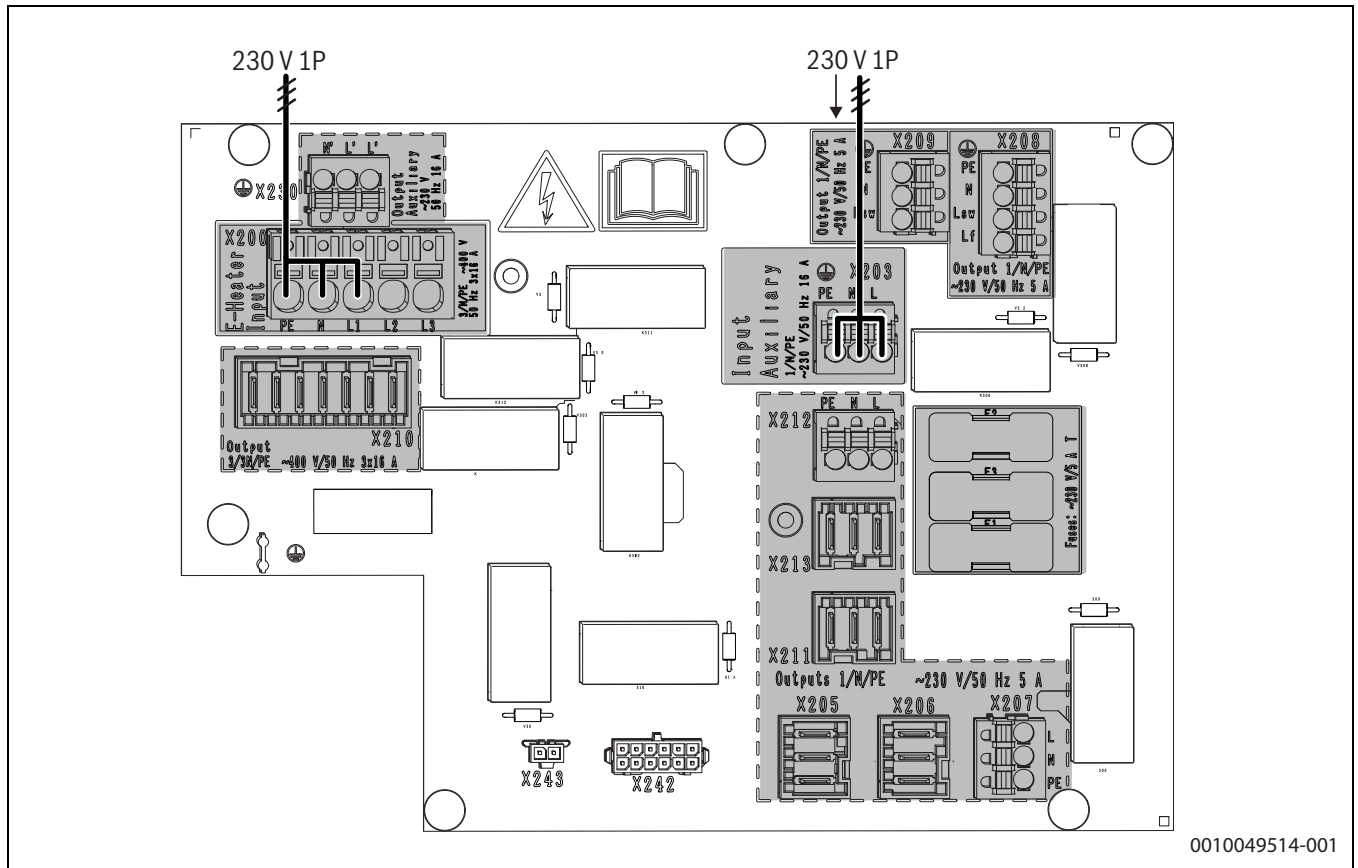 230 V 1P
230 V 1P
N' L' L'
X230
Output
Auxiliary
~230 V
50 Hz 16 A
X200
E-Heater
Input
PE N L1 L2 L3
3/N/PE ~400 V
50 Hz 3x16 A
X210
Output
3/3N/PE ~400 V/50 Hz 3x16 A
X209
Output 1/N/PE
~230 V/50 Hz 5 A
Lsw
X208
PE
N
Lsw
Lf
Output 1/N/PE
~230 V/50 Hz 5 A
X203
PE N L
Input
Auxiliary
1/N/PE
~230 V/50 Hz 16 A
PE N L
X212
X213
X211
Outputs 1/N/PE ~230 V/50 Hz 5 A
X205
X206
X207
L
N
PE
F2
F3
F1
Fuses: ~230 V/5 A T
X243
X242
0010049514-001